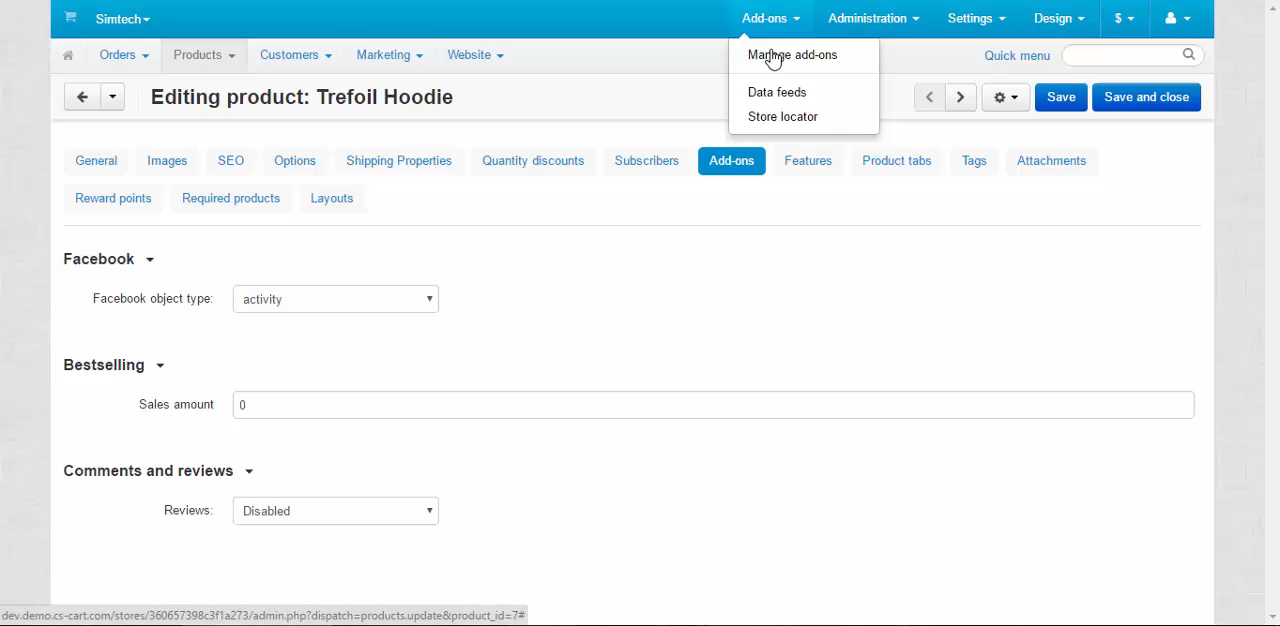 Simtech
Add-ons
Administration
Settings
Design
$
Orders
Products
Customers
Marketing
Website
Quick menu
Manage add-ons
Data feeds
Store locator
Editing product: Trefoil Hoodie
Save
Save and close
General
Images
SEO
Options
Shipping Properties
Quantity discounts
Subscribers
Add-ons
Features
Product tabs
Tags
Attachments
Reward points
Required products
Layouts
Facebook
Facebook object type:
activity
Bestselling
Sales amount
0
Comments and reviews
Reviews:
Disabled
dev.demo.cs-cart.com/stores/360657398c3f1a273/admin.php?dispatch=products.update&product_id=7#